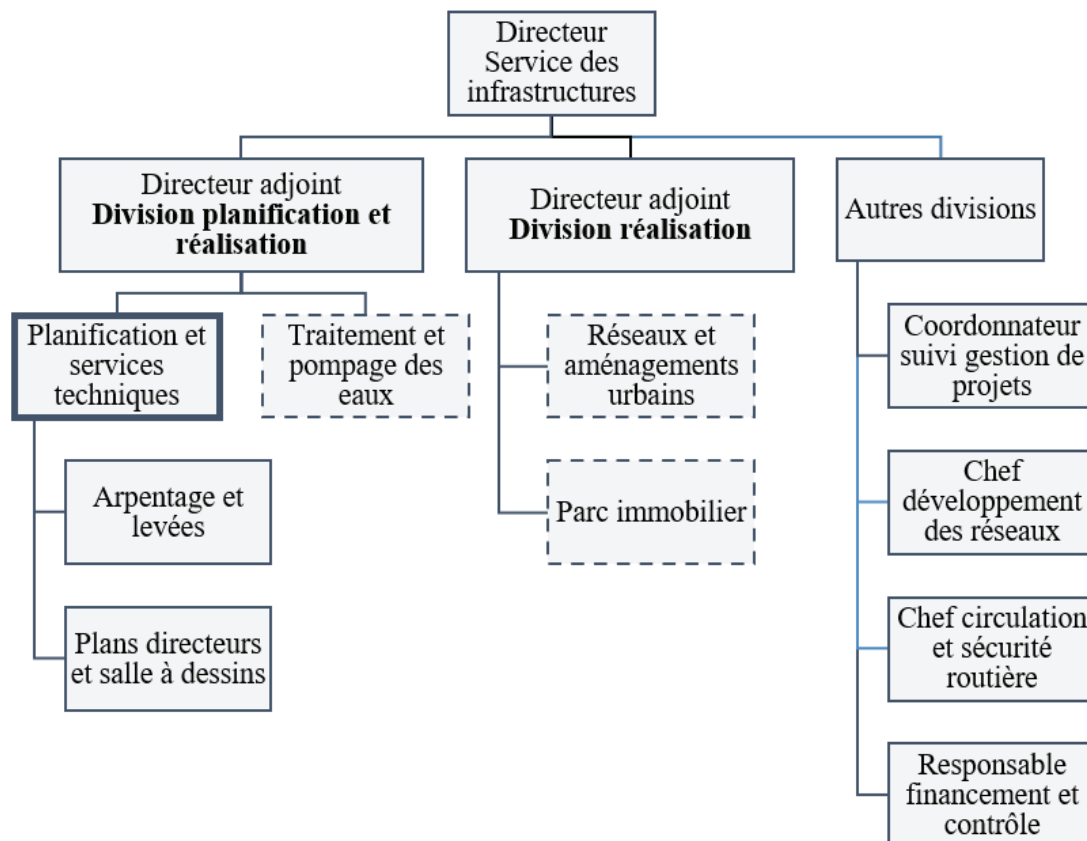 Directeur
Service des
infrastructures
Directeur adjoint
Division planification et
réalisation
Directeur adjoint
Division réalisation
Autres divisions
Planification et
services
techniques
Traitement et
pompage des
eaux
Réseaux et
aménagements
urbains
Coordonnateur
suivi gestion de
projets
Arpentage et
levées
Parc immobilier
Chef
développement
des réseaux
Plans directeurs
et salle à dessins
Chef circulation
et sécurité
routière
Responsable
financement et
contrôle